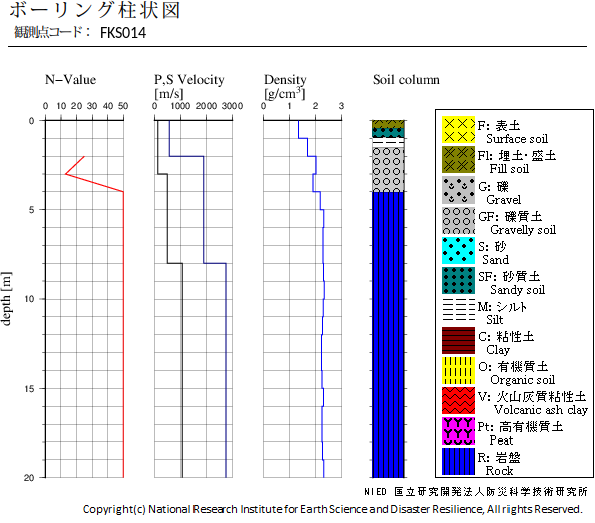 ボーリング柱状図
観測点コード： FKS014
N−Value
P,S Velocity
[m/s]
Density
[g/cm³]
Soil column
0 10 20 30 40 50
0 1000 2000 3000
0 1 2 3
0
5
10
15
20
depth [m]
F: 表土
Surface soil
Fl: 埋土・盛土
Fill soil
G: 礫
Gravel
GF: 礫質土
Gravelly soil
S: 砂
Sand
SF: 砂質土
Sandy soil
M: シルト
Silt
C: 粘性土
Clay
O: 有機質土
Organic soil
V: 火山灰質粘性土
Volcanic ash clay
Pt: 高有機質土
Peat
R: 岩盤
Rock
NIED 国立研究開発法人防災科学技術研究所
Copyright(c) National Research Institute for Earth Science and Disaster Resilience, All rights Reserved.